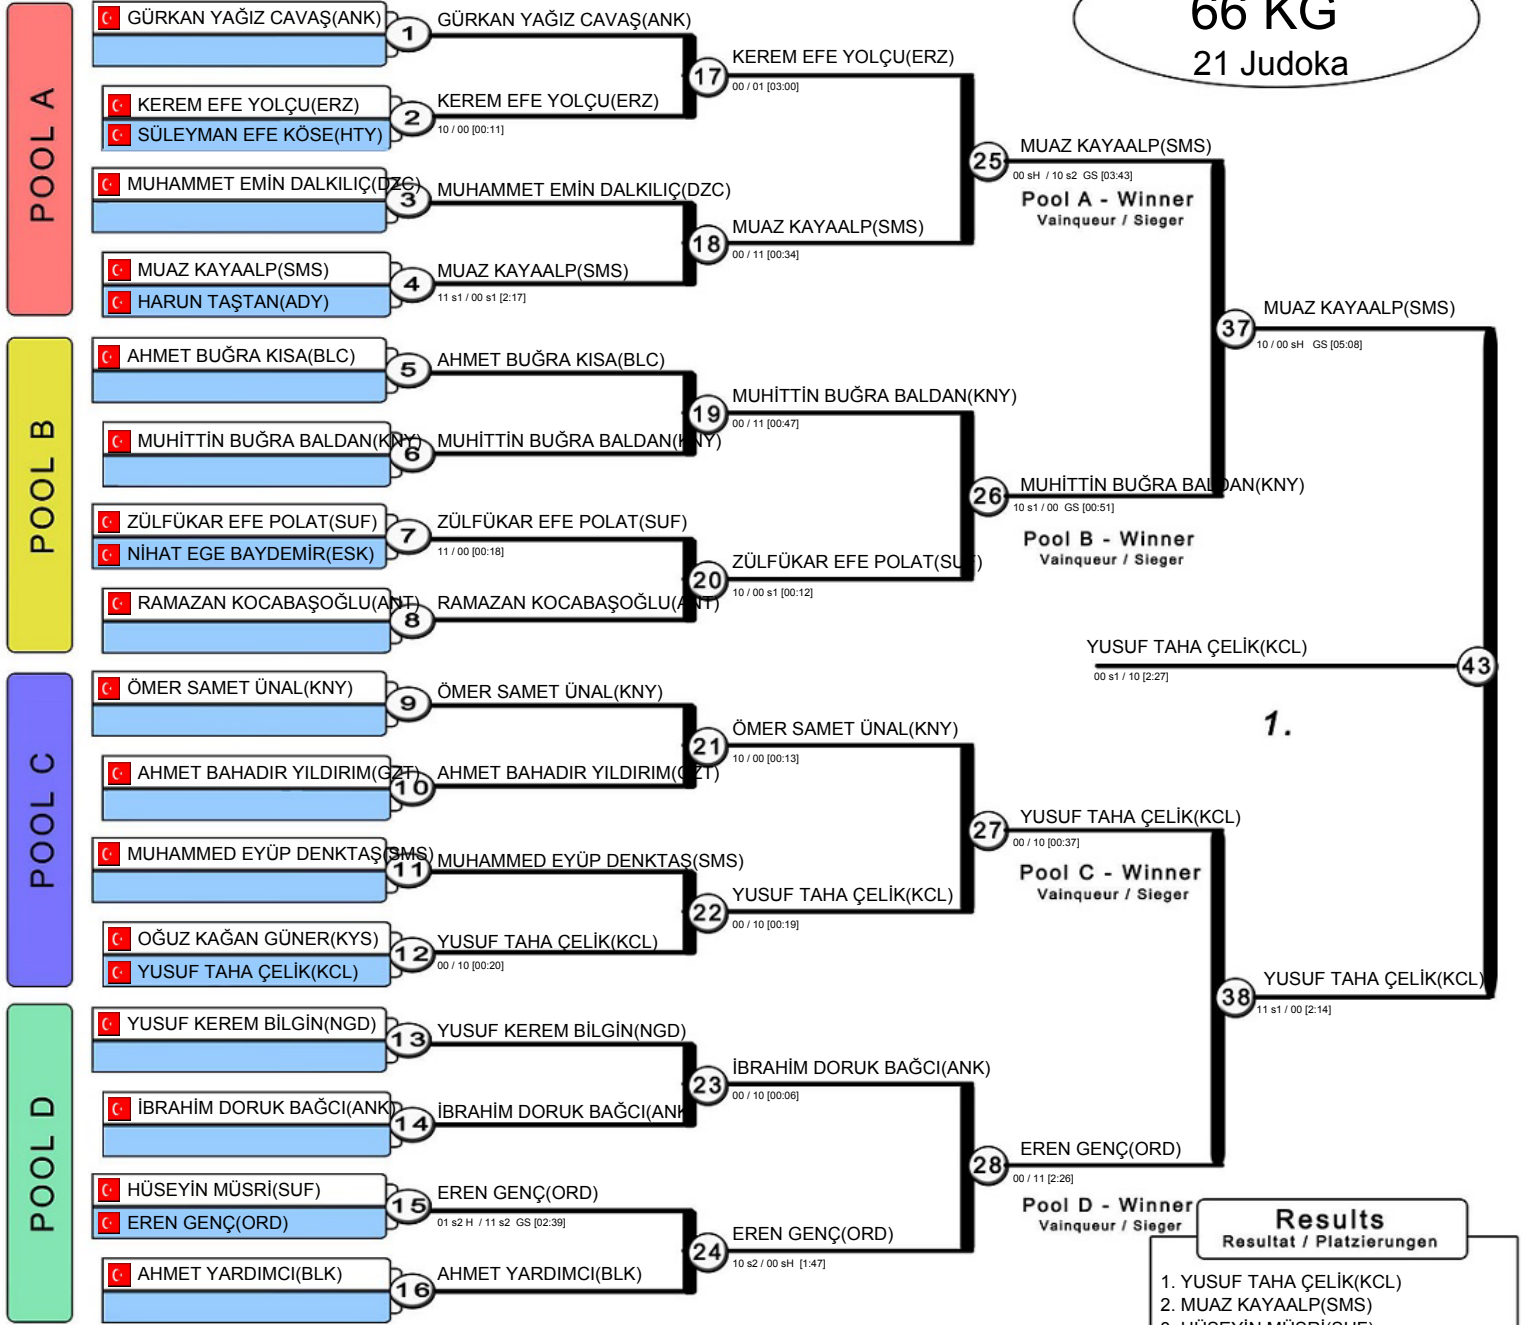 66 KG
21 Judoka
POOL A
GÜRKAN YAĞIZ CAVAŞ(ANK)
1
GÜRKAN YAĞIZ CAVAŞ(ANK)
KEREM EFE YOLÇU(ERZ)
SÜLEYMAN EFE KÖSE(HTY)
2
KEREM EFE YOLÇU(ERZ)
10 / 00 [00:11]
17
KEREM EFE YOLÇU(ERZ)
00 / 01 [03:00]
MUHAMMET EMİN DALKILIÇ(DZC)
3
MUHAMMET EMİN DALKILIÇ(DZC)
MUAZ KAYAALP(SMS)
HARUN TAŞTAN(ADY)
4
MUAZ KAYAALP(SMS)
11 s1 / 00 s1 [2:17]
18
MUAZ KAYAALP(SMS)
00 / 11 [00:34]
25
MUAZ KAYAALP(SMS)
00 sH / 10 s2 GS [03:43]
Pool A - Winner
Vainqueur / Sieger
POOL B
AHMET BUĞRA KISA(BLC)
5
AHMET BUĞRA KISA(BLC)
MUHİTTİN BUĞRA BALDAN(KNY)
6
MUHİTTİN BUĞRA BALDAN(KNY)
19
MUHİTTİN BUĞRA BALDAN(KNY)
00 / 11 [00:47]
ZÜLFÜKAR EFE POLAT(SUF)
NİHAT EGE BAYDEMİR(ESK)
7
ZÜLFÜKAR EFE POLAT(SUF)
11 / 00 [00:18]
RAMAZAN KOCABAŞOĞLU(ANT)
8
RAMAZAN KOCABAŞOĞLU(ANT)
20
ZÜLFÜKAR EFE POLAT(SUF)
10 / 00 s1 [00:12]
26
MUHİTTİN BUĞRA BALDAN(KNY)
10 s1 / 00 GS [00:51]
Pool B - Winner
Vainqueur / Sieger
37
MUAZ KAYAALP(SMS)
10 / 00 sH GS [05:08]
YUSUF TAHA ÇELİK(KCL)
43
00 s1 / 10 [2:27]
1.
POOL C
ÖMER SAMET ÜNAL(KNY)
9
ÖMER SAMET ÜNAL(KNY)
AHMET BAHADIR YILDIRIM(GZT)
10
AHMET BAHADIR YILDIRIM(GZT)
21
ÖMER SAMET ÜNAL(KNY)
10 / 00 [00:13]
MUHAMMED EYÜP DENKTAŞ(SMS)
11
MUHAMMED EYÜP DENKTAŞ(SMS)
OĞUZ KAĞAN GÜNER(KYS)
YUSUF TAHA ÇELİK(KCL)
12
YUSUF TAHA ÇELİK(KCL)
00 / 10 [00:20]
22
YUSUF TAHA ÇELİK(KCL)
00 / 10 [00:19]
27
YUSUF TAHA ÇELİK(KCL)
00 / 10 [00:37]
Pool C - Winner
Vainqueur / Sieger
POOL D
YUSUF KEREM BİLGİN(NGD)
13
YUSUF KEREM BİLGİN(NGD)
İBRAHİM DORUK BAĞCI(ANK)
14
İBRAHİM DORUK BAĞCI(ANK
23
İBRAHİM DORUK BAĞCI(ANK)
00 / 10 [00:06]
HÜSEYİN MÜSRİ(SUF)
EREN GENÇ(ORD)
15
EREN GENÇ(ORD)
01 s2 H / 11 s2 GS [02:39]
AHMET YARDIMCI(BLK)
16
AHMET YARDIMCI(BLK)
24
EREN GENÇ(ORD)
10 s2 / 00 sH [1:47]
28
EREN GENÇ(ORD)
00 / 11 [2:26]
Pool D - Winner
Vainqueur / Sieger
38
YUSUF TAHA ÇELİK(KCL)
11 s1 / 00 [2:14]
Results
Resultat / Platzierungen
1. YUSUF TAHA ÇELİK(KCL)
2. MUAZ KAYAALP(SMS)
3. HÜSEYİN MÜSRİ(SUF)